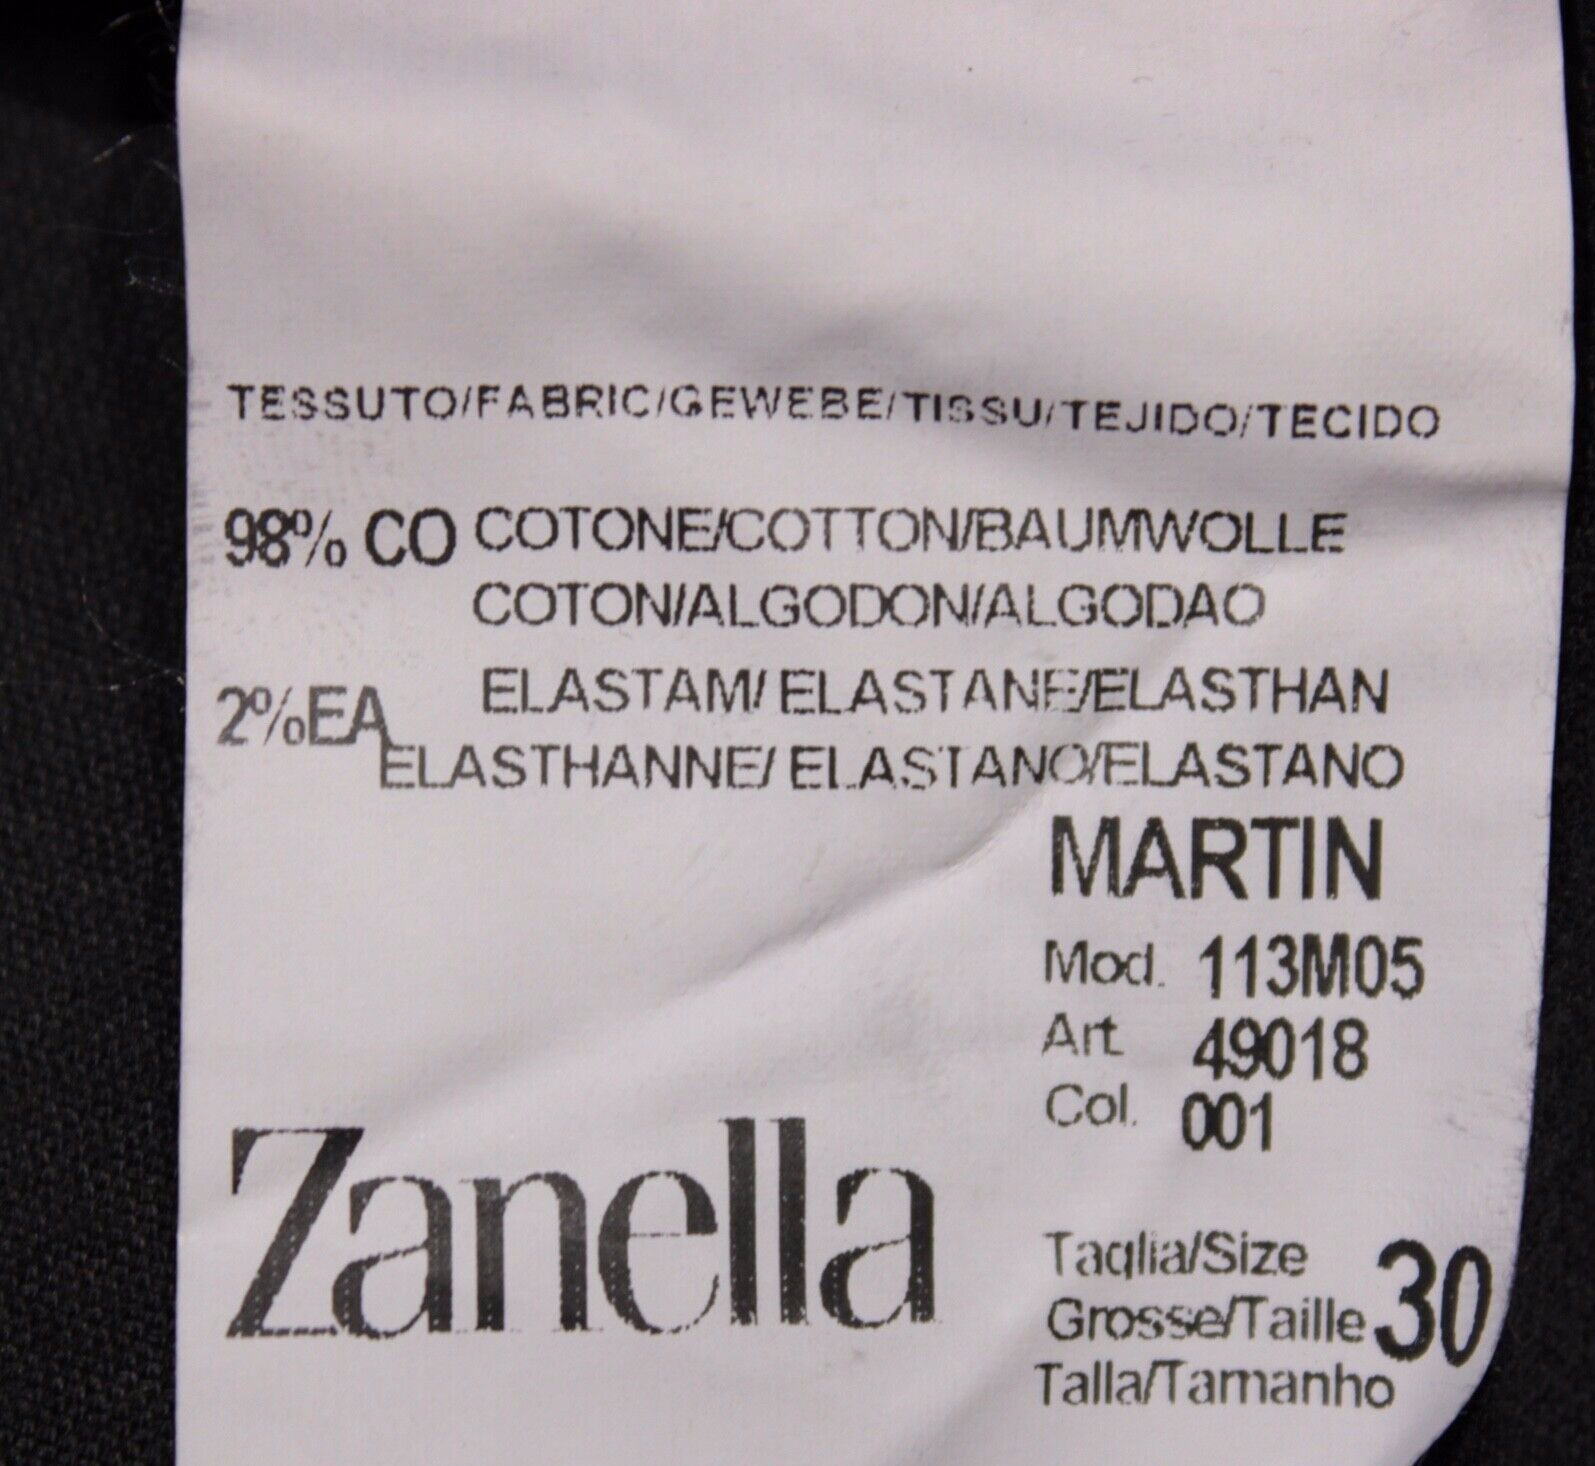 TESSUTO/FABRIC/GEWEBE/TISSU/TEJIDO/TECIDO
98% CO COTONE/COTTON/BAUMWOLLE
COTON/ALGODON/ALGODAO
2%EA ELASTAM/ ELASTANE/ELASTHAN
ELASTHANNE/ ELASTANO/ELASTANO
MARTIN
Mod. 113M05
Art. 49018
Col. 001
Zanella
Taglia/Size
Grosse/Taille 30
Talla/Tamanho